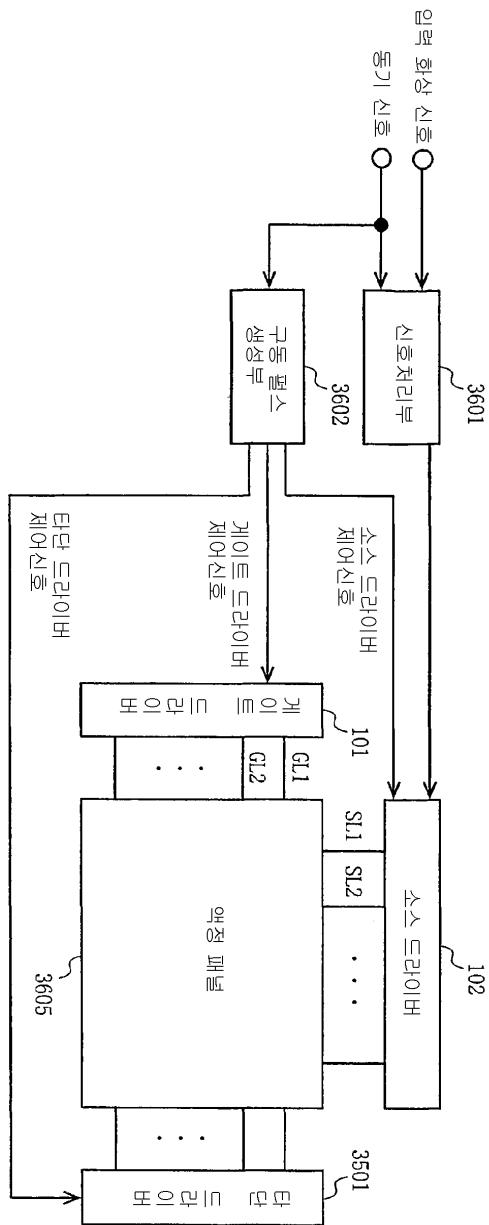 입력 화상 신호
동기 신호
신호처리부
3601
구동 펄스
생성부
3602
소스 드라이버
제어신호
게이트 드라이버
제어신호
타단 드라이버
제어신호
소스 드라이버
102
게이트 드라이버
101
GL1
GL2
. . .
SL1
SL2
. . .
액정 패널
3605
. . .
타단 드라이버
3501